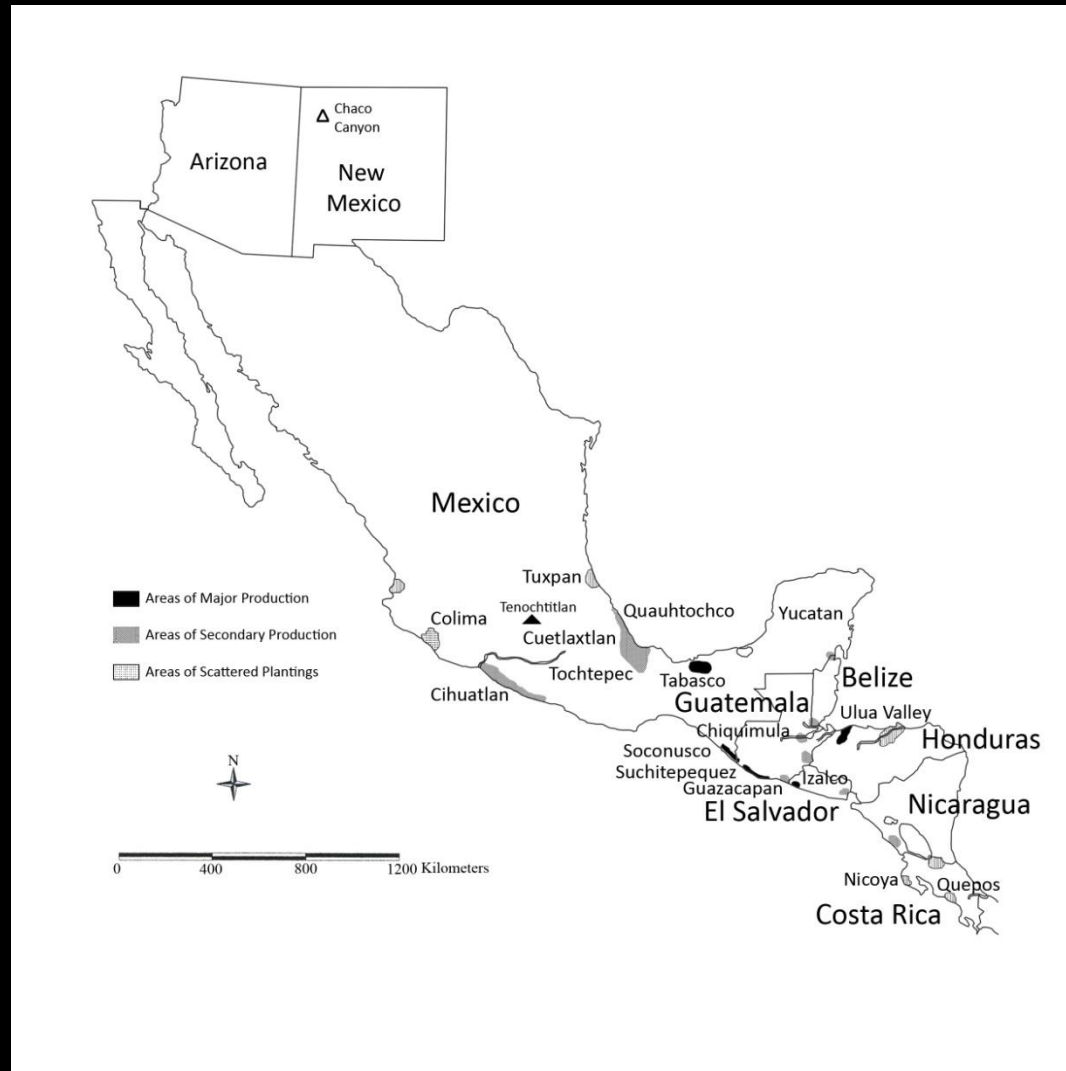 Chaco
Canyon
Arizona
New
Mexico
Mexico
Tuxpan
Quauhtochco
Yucatan
Tenochtitlan
Colima
Cuetlaxtlan
Tochtepec
Tabasco
Belize
Cihuatlan
Guatemala
Ulua Valley
Chiquimula
Honduras
Soconusco
Suchitepequez
Izalco
Guazacapan
El Salvador
Nicaragua
Nicoya
Quepos
Costa Rica
Areas of Major Production
Areas of Secondary Production
Areas of Scattered Plantings
N
0 400 800 1200 Kilometers